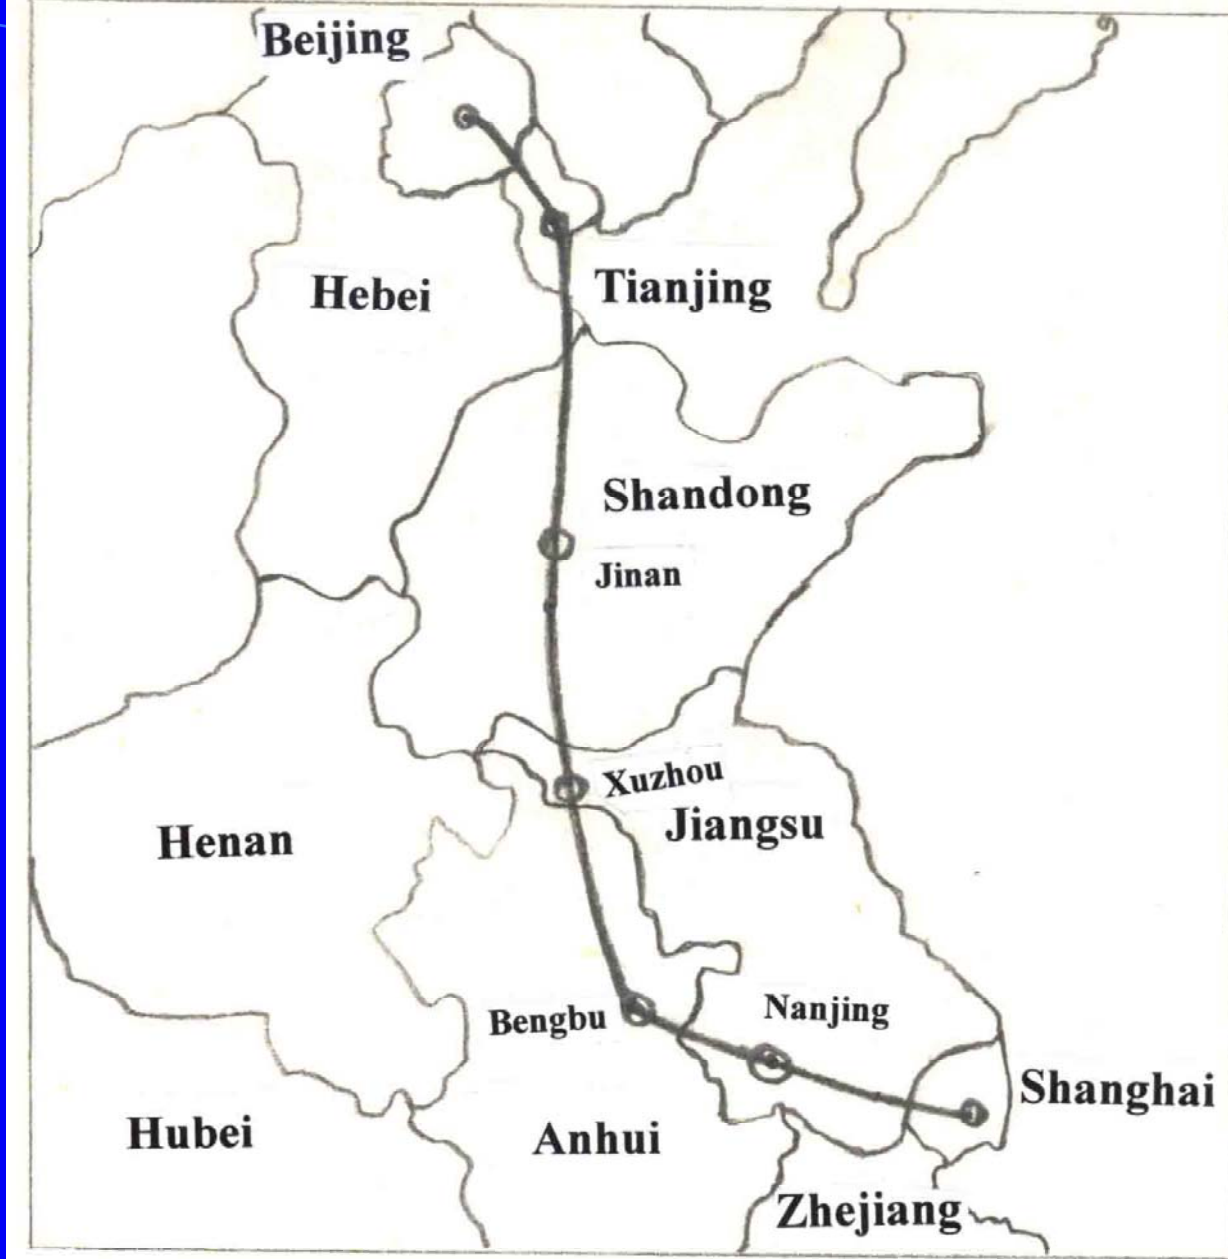 Beijing
Hebei
Tianjing
Shandong
Jinan
Xuzhou
Jiangsu
Henan
Nanjing
Bengbu
Shanghai
Hubei
Anhui
Zhejiang